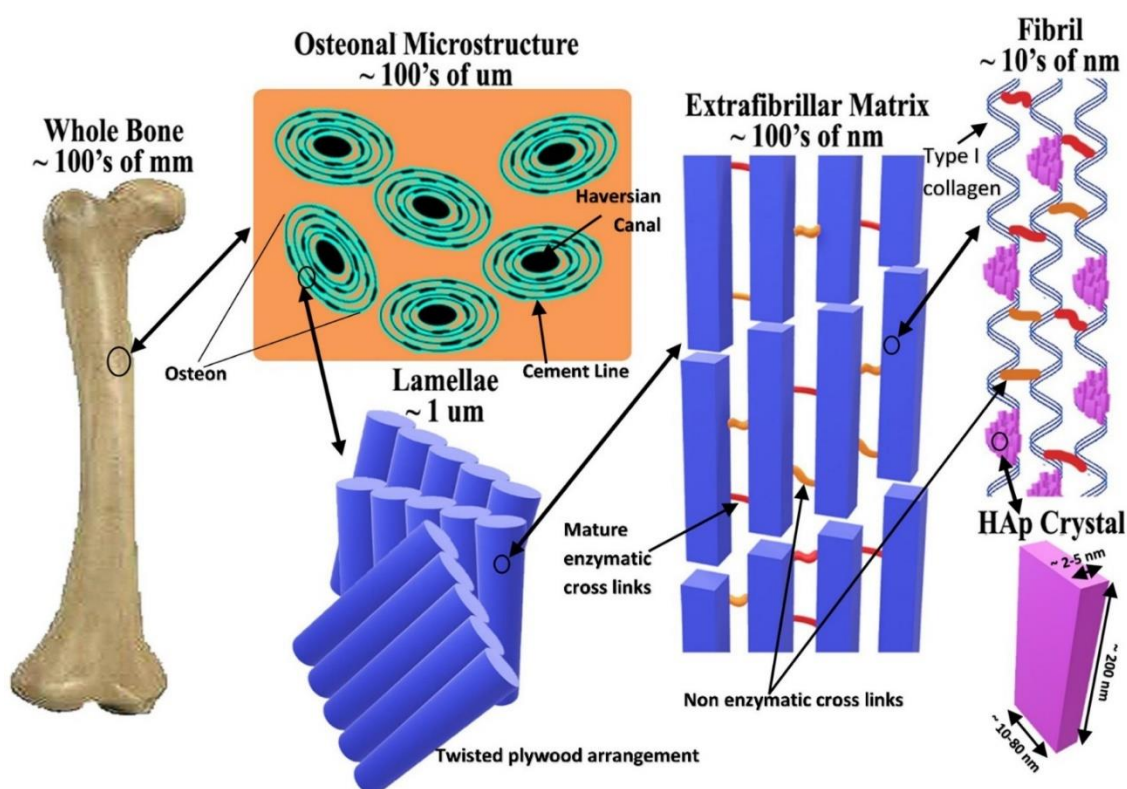 Whole Bone
~ 100's of mm
Osteonal Microstructure
~ 100's of um
Haversian
Canal
Osteon
Cement Line
Lamellae
~ 1 um
Twisted plywood arrangement
Extrafibrillar Matrix
~ 100's of nm
Mature
enzymatic
cross links
Non enzymatic cross links
Fibril
~ 10's of nm
Type I
collagen
HAp Crystal
~ 2-5 nm
~ 200 nm
~ 10-80 nm